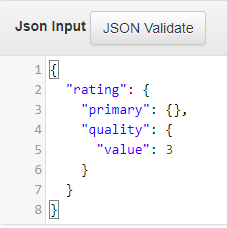 Json Input JSON Validate
1 {
2   "rating": {
3     "primary": {},
4     "quality": {
5       "value": 3
6     }
7   }
8 }